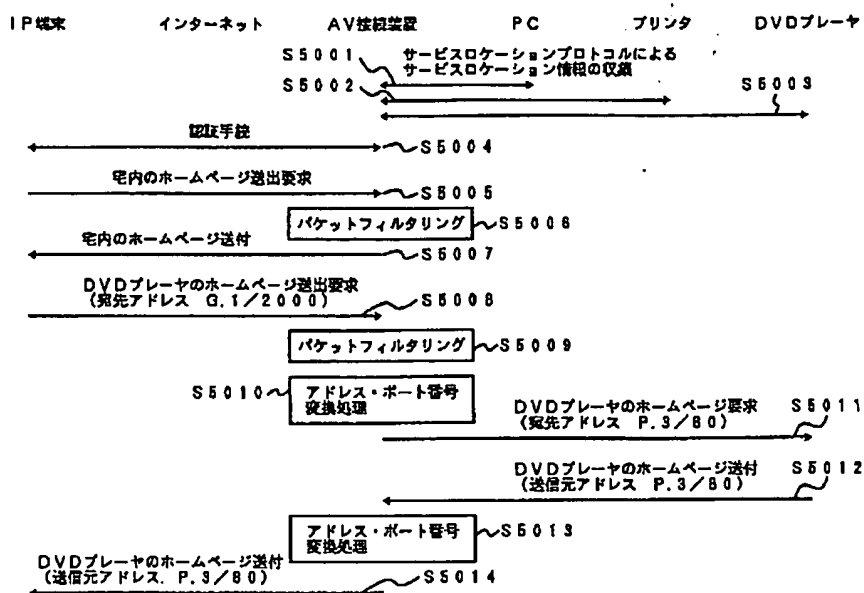 IP端末 インターネット AV接続装置 PC プリンタ DVDプレーヤ
S5001 サービスロケーションプロトコルによる
サービスロケーション情報の収集
S5002
S5003
認証手続
S5004
宅内のホームページ送出要求
S5005
パケットフィルタリング S5006
宅内のホームページ送付
S5007
DVDプレーヤのホームページ送出要求
(宛先アドレス G.1/2000)
S5008
パケットフィルタリング S5009
S5010 アドレス・ポート番号
変換処理
DVDプレーヤのホームページ要求 S5011
(宛先アドレス P.3/80)
DVDプレーヤのホームページ送付 S5012
(送信元アドレス P.3/80)
アドレス・ポート番号 S5013
変換処理
DVDプレーヤのホームページ送付
(送信元アドレス. P.3/80)
S5014